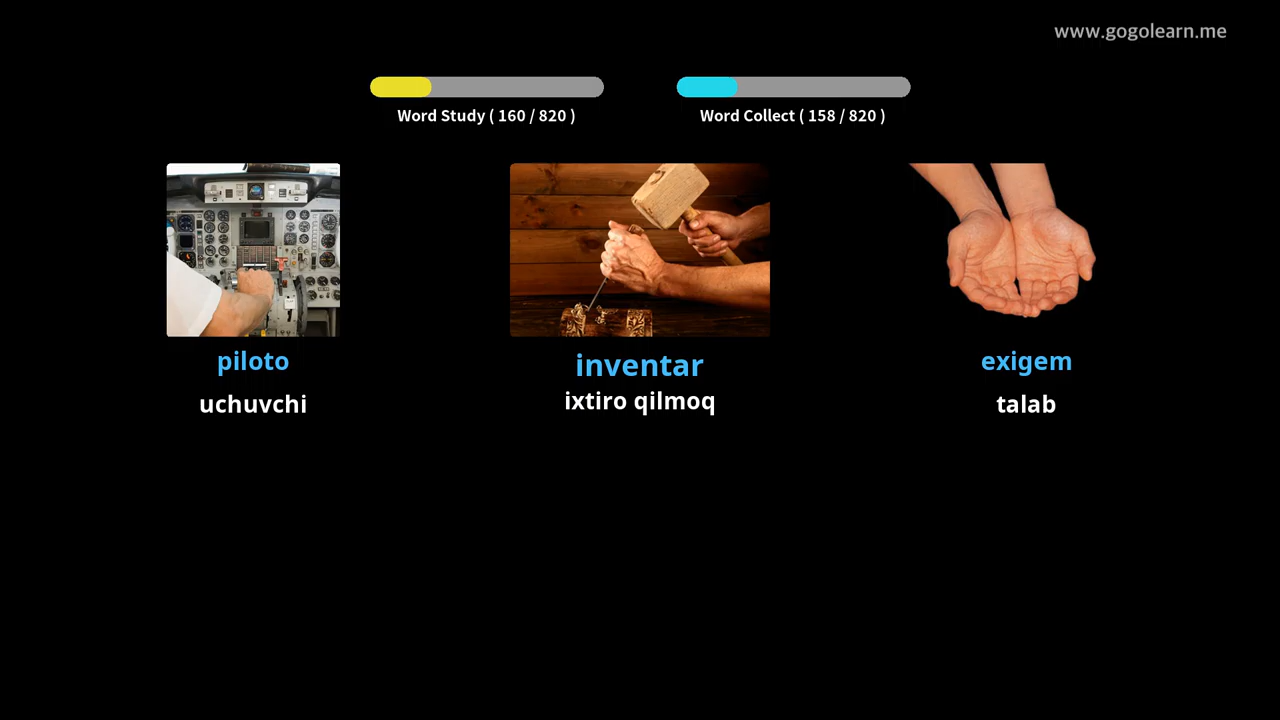 www.gogolearn.me
Word Study ( 160 / 820 )
Word Collect ( 158 / 820 )
piloto
uchuvchi
inventar
ixtiro qilmoq
exigem
talab